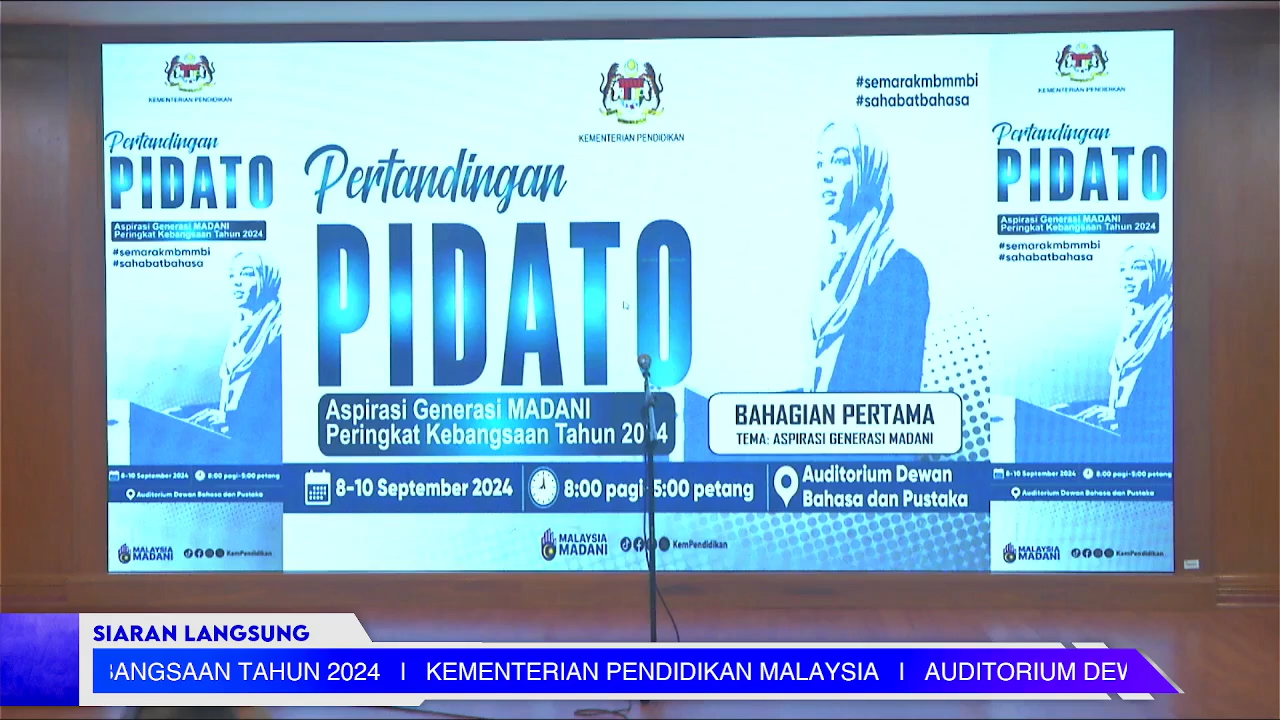 KEMENTERIAN PENDIDIKAN
Pertandingan
PIDATO
Aspirasi Generasi MADANI
Peringkat Kebangsaan Tahun 2024
#semarakmbmmbi
#sahabatbahasa
8-10 September 2024
8:00 pagi-5:00 petang
Auditorium Dewan Bahasa dan Pustaka
MALAYSIA
MADANI
KemPendidikan
KEMENTERIAN PENDIDIKAN
#semarakmbmmbi
#sahabatbahasa
Pertandingan
PIDATO
Aspirasi Generasi MADANI
Peringkat Kebangsaan Tahun 2024
BAHAGIAN PERTAMA
TEMA: ASPIRASI GENERASI MADANI
8-10 September 2024
8:00 pagi-5:00 petang
Auditorium Dewan
Bahasa dan Pustaka
MALAYSIA
MADANI
KemPendidikan
KEMENTERIAN PENDIDIKAN
Pertandingan
PIDATO
Aspirasi Generasi MADANI
Peringkat Kebangsaan Tahun 2024
#semarakmbmmbi
#sahabatbahasa
8-10 September 2024
8:00 pagi-5:00 petang
Auditorium Dewan Bahasa dan Pustaka
MALAYSIA
MADANI
KemPendidikan
SIARAN LANGSUNG
BANGSAAN TAHUN 2024 I KEMENTERIAN PENDIDIKAN MALAYSIA I AUDITORIUM DEW